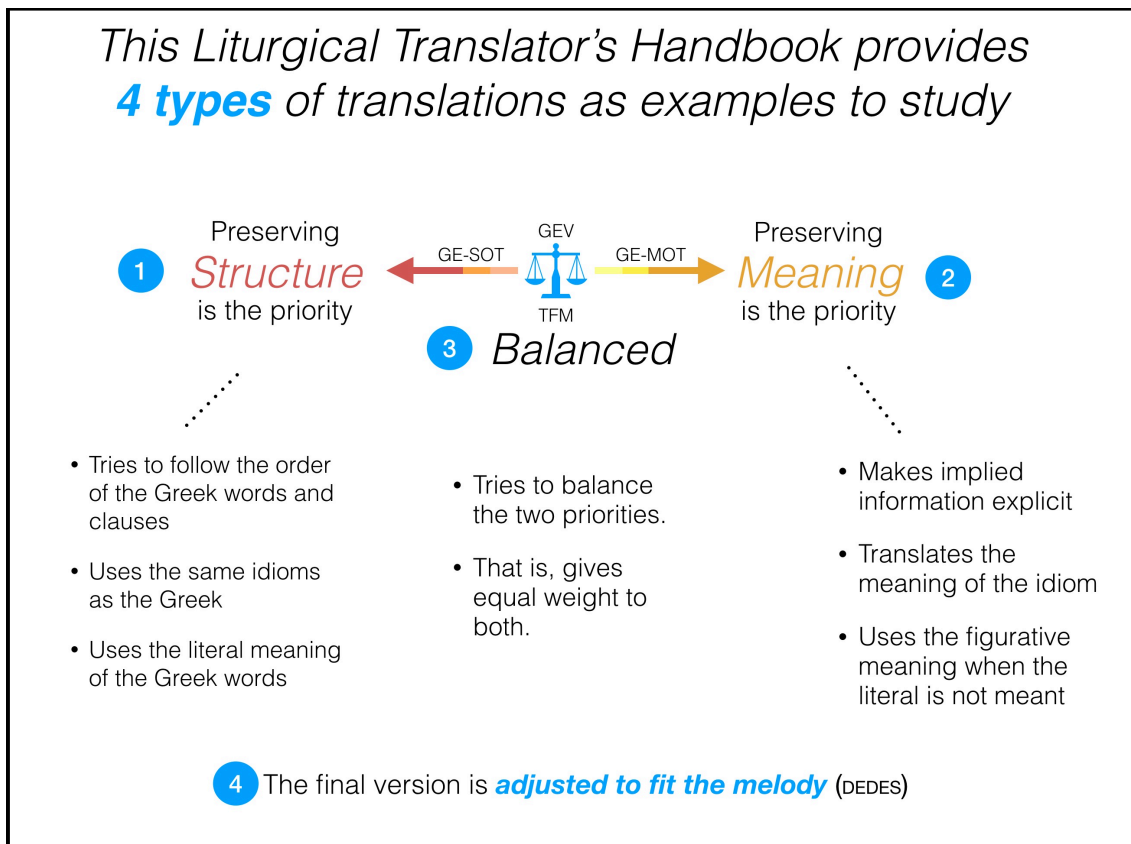 This Liturgical Translator's Handbook provides
4 types of translations as examples to study
1
Preserving
Structure
is the priority
GE-SOT
GEV
TFM
GE-MOT
Preserving
Meaning
is the priority
2
3 Balanced
• Tries to follow the order
of the Greek words and
clauses
• Uses the same idioms
as the Greek
• Uses the literal meaning
of the Greek words
• Tries to balance
the two priorities.
• That is, gives
equal weight to
both.
• Makes implied
information explicit
• Translates the
meaning of the idiom
• Uses the figurative
meaning when the
literal is not meant
4 The final version is adjusted to fit the melody (DEDES)